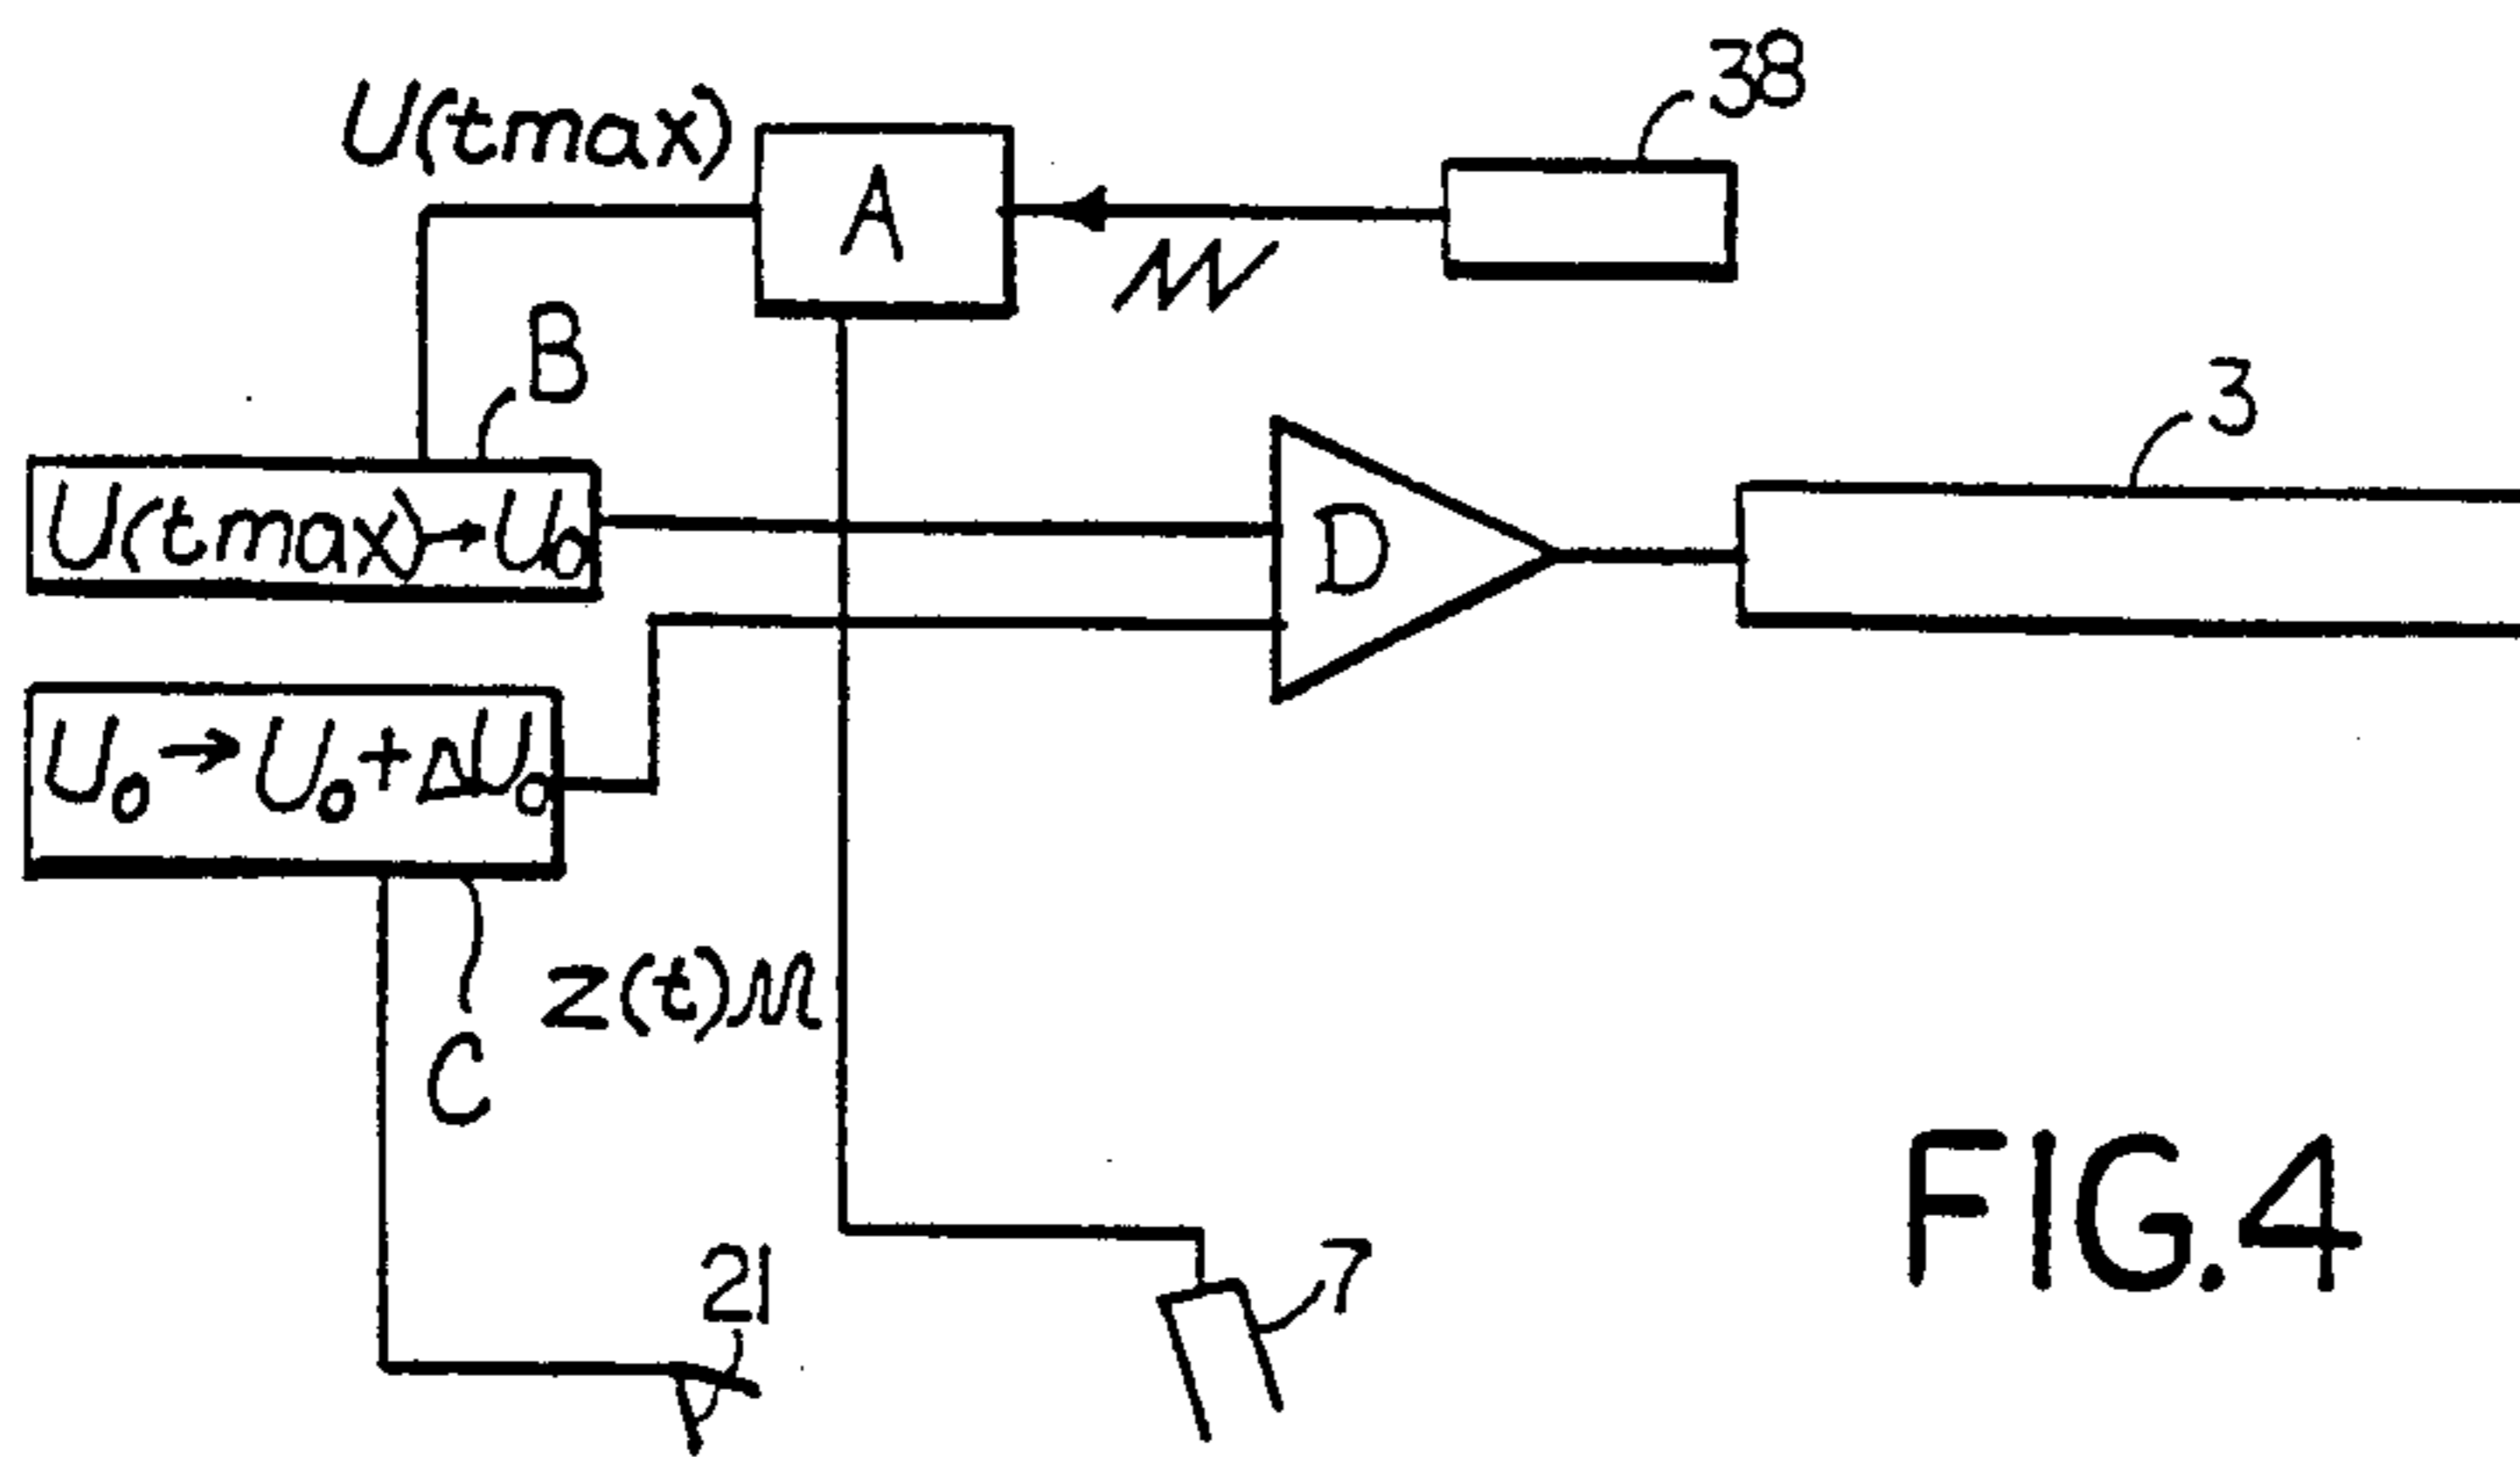 38
U(tmax)
A
B
3
U(tmax)→U₀
D
U₀→U₀+ΔU₀
z(t)
C
21
7
FIG.4